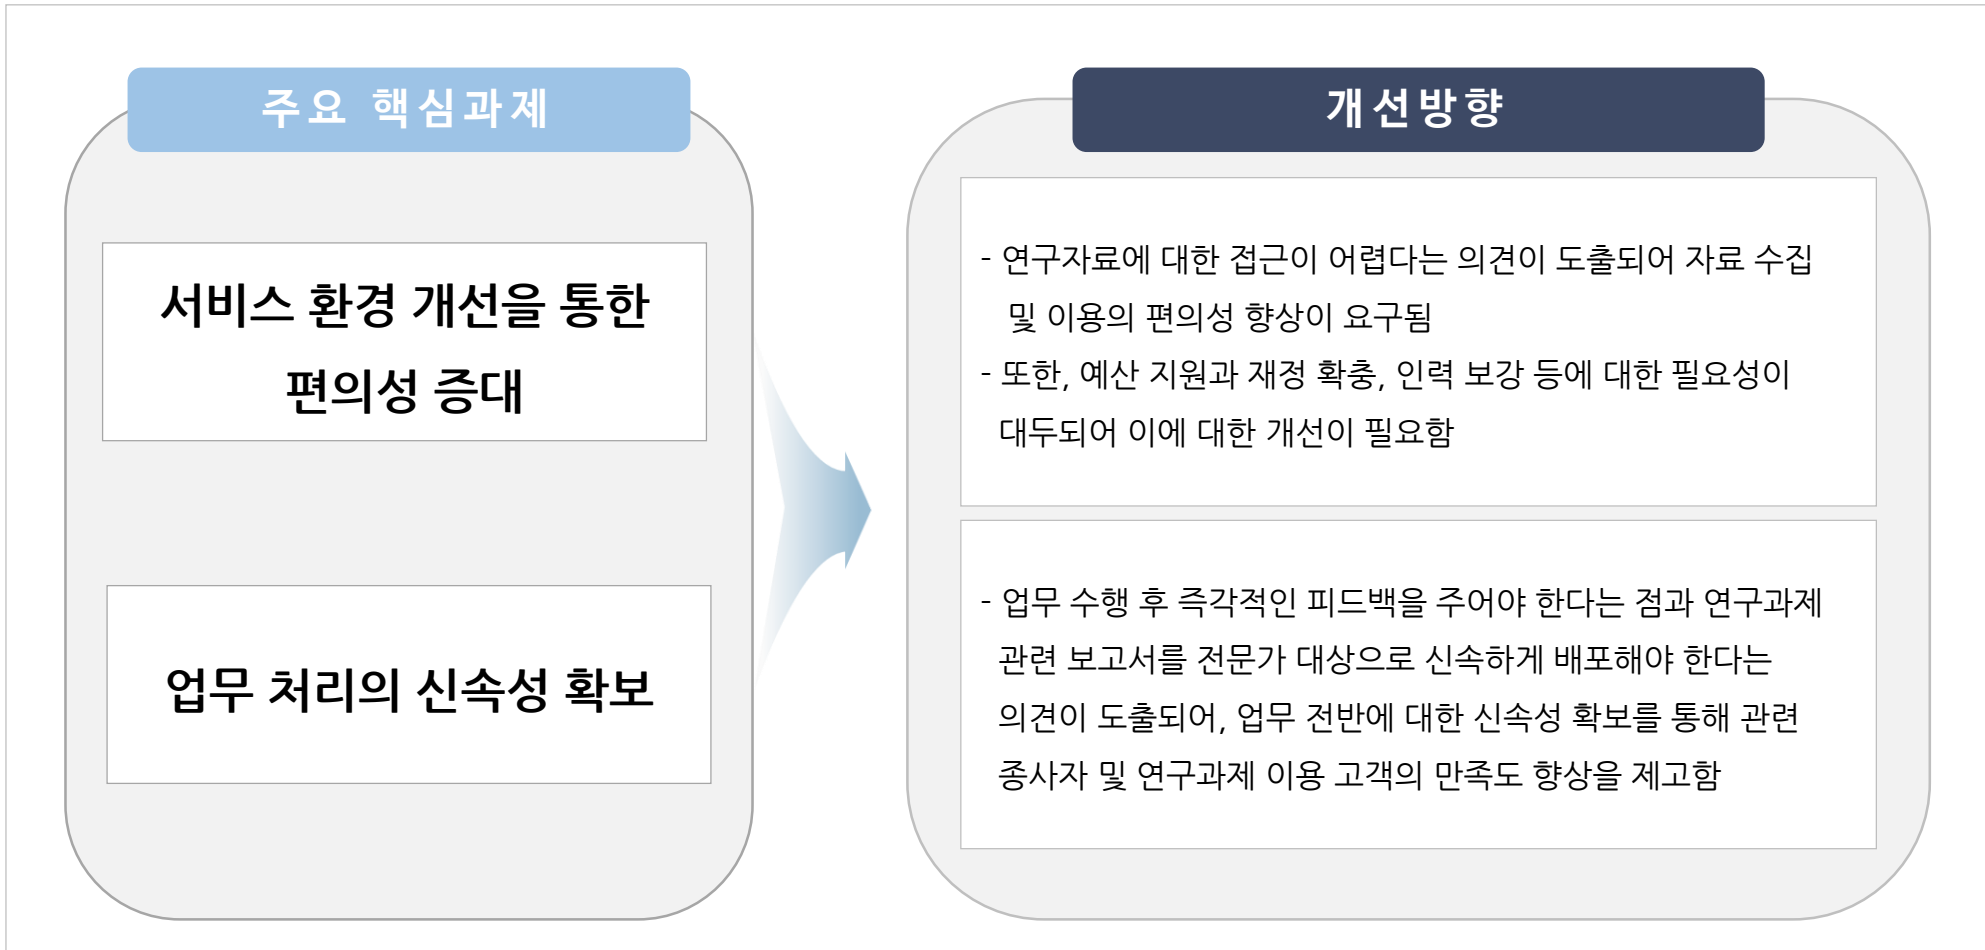 주요 핵심과제
서비스 환경 개선을 통한
편의성 증대
업무 처리의 신속성 확보
개선방향
- 연구자료에 대한 접근이 어렵다는 의견이 도출되어 자료 수집
및 이용의 편의성 향상이 요구됨
- 또한, 예산 지원과 재정 확충, 인력 보강 등에 대한 필요성이
대두되어 이에 대한 개선이 필요함
- 업무 수행 후 즉각적인 피드백을 주어야 한다는 점과 연구과제
관련 보고서를 전문가 대상으로 신속하게 배포해야 한다는
의견이 도출되어, 업무 전반에 대한 신속성 확보를 통해 관련
종사자 및 연구과제 이용 고객의 만족도 향상을 제고함